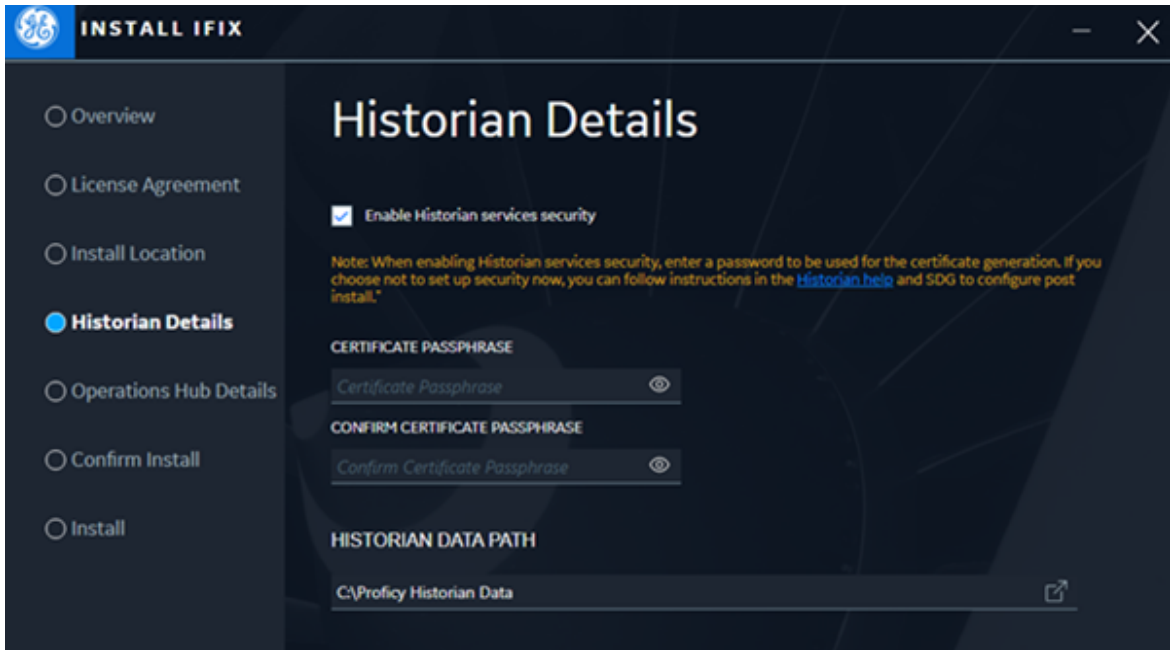 INSTALL IFIX
Overview
License Agreement
Install Location
Historian Details
Operations Hub Details
Confirm Install
Install
Historian Details
Enable Historian services security
Note: When enabling Historian services security, enter a password to be used for the certificate generation. If you
choose not to set up security now, you can follow instructions in the Historian help and SDG to configure post
install."
CERTIFICATE PASSPHRASE
Certificate Passphrase
CONFIRM CERTIFICATE PASSPHRASE
Confirm Certificate Passphrase
HISTORIAN DATA PATH
C:\Proficy Historian Data